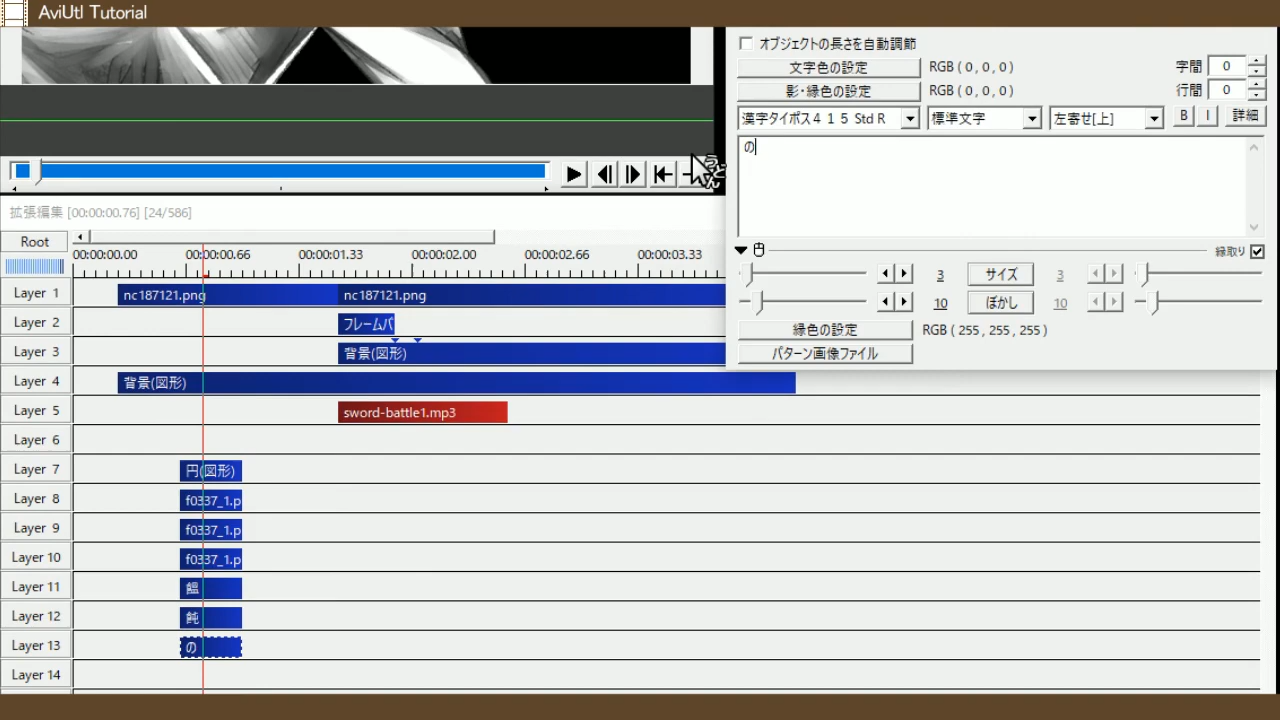 AviUtl Tutorial
オブジェクトの長さを自動調節
文字色の設定 RGB ( 0 , 0 , 0 ) 字間 0
影・縁色の設定 RGB ( 0 , 0 , 0 ) 行間 0
漢字タイポス4 1 5 Std R 標準文字 左寄せ[上] B I 詳細
の
うどん
拡張編集 [00:00:00.76] [24/586]
Root
00:00:00.00 00:00:00.66 00:00:01.33 00:00:02.00 00:00:02.66 00:00:03.33
縁取り
3 サイズ 3
10 ぼかし 10
縁色の設定 RGB ( 255 , 255 , 255 )
パターン画像ファイル
Layer 1 nc187121.png nc187121.png
Layer 2 フレームバ
Layer 3 背景(図形)
Layer 4 背景(図形)
Layer 5 sword-battle1.mp3
Layer 6
Layer 7 円(図形)
Layer 8 f0337_1.p
Layer 9 f0337_1.p
Layer 10 f0337_1.p
Layer 11 饂
Layer 12 飩
Layer 13 の
Layer 14